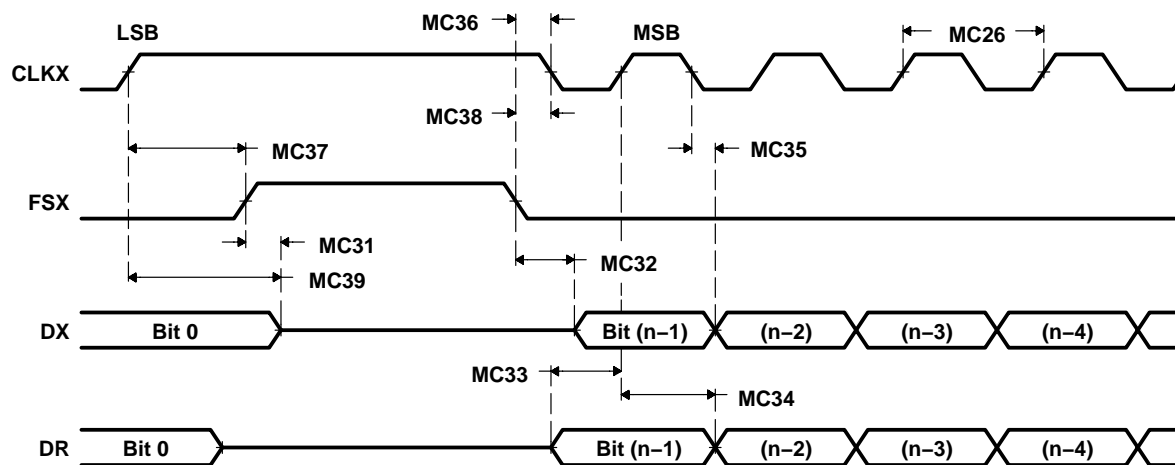 LSB
MC36
MSB
MC26
CLKX
MC38
MC37
MC35
FSX
MC31
MC32
MC39
DX
Bit 0
Bit (n−1)
(n−2)
(n−3)
(n−4)
MC33
MC34
DR
Bit 0
Bit (n−1)
(n−2)
(n−3)
(n−4)